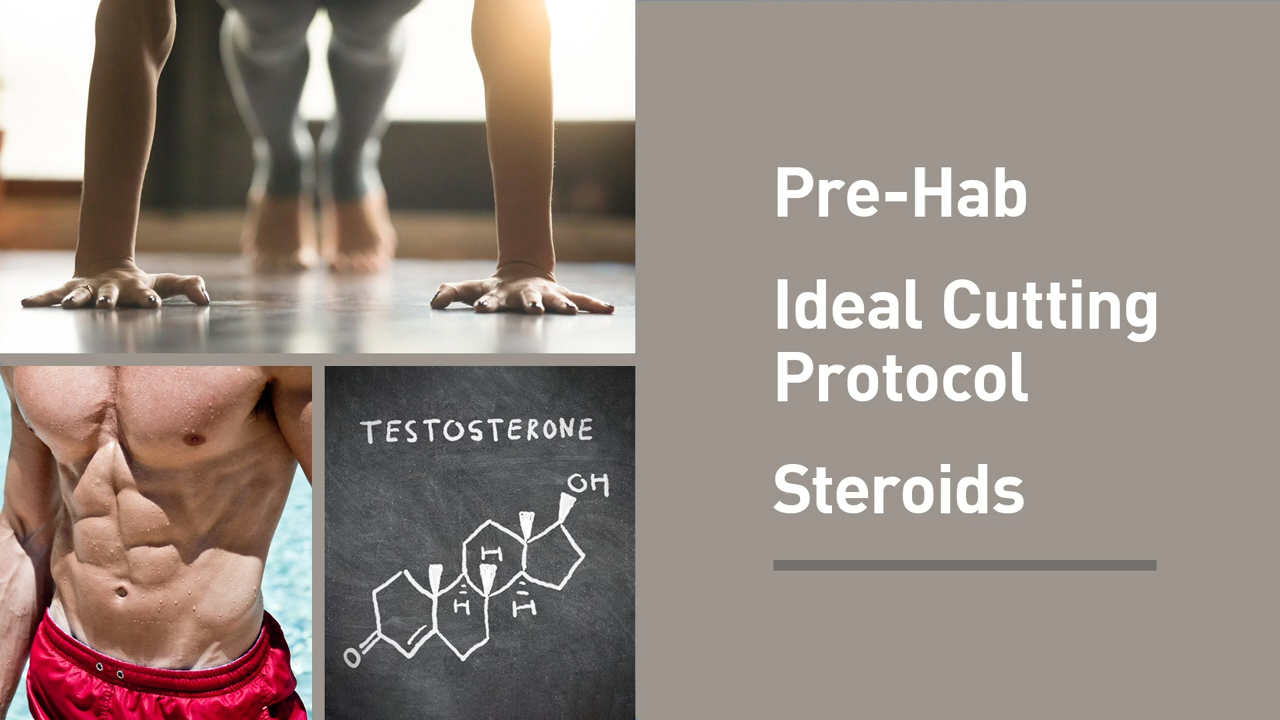 Pre-Hab
Ideal Cutting
Protocol
Steroids
TESTOSTERONE
OH
H
H
H
O